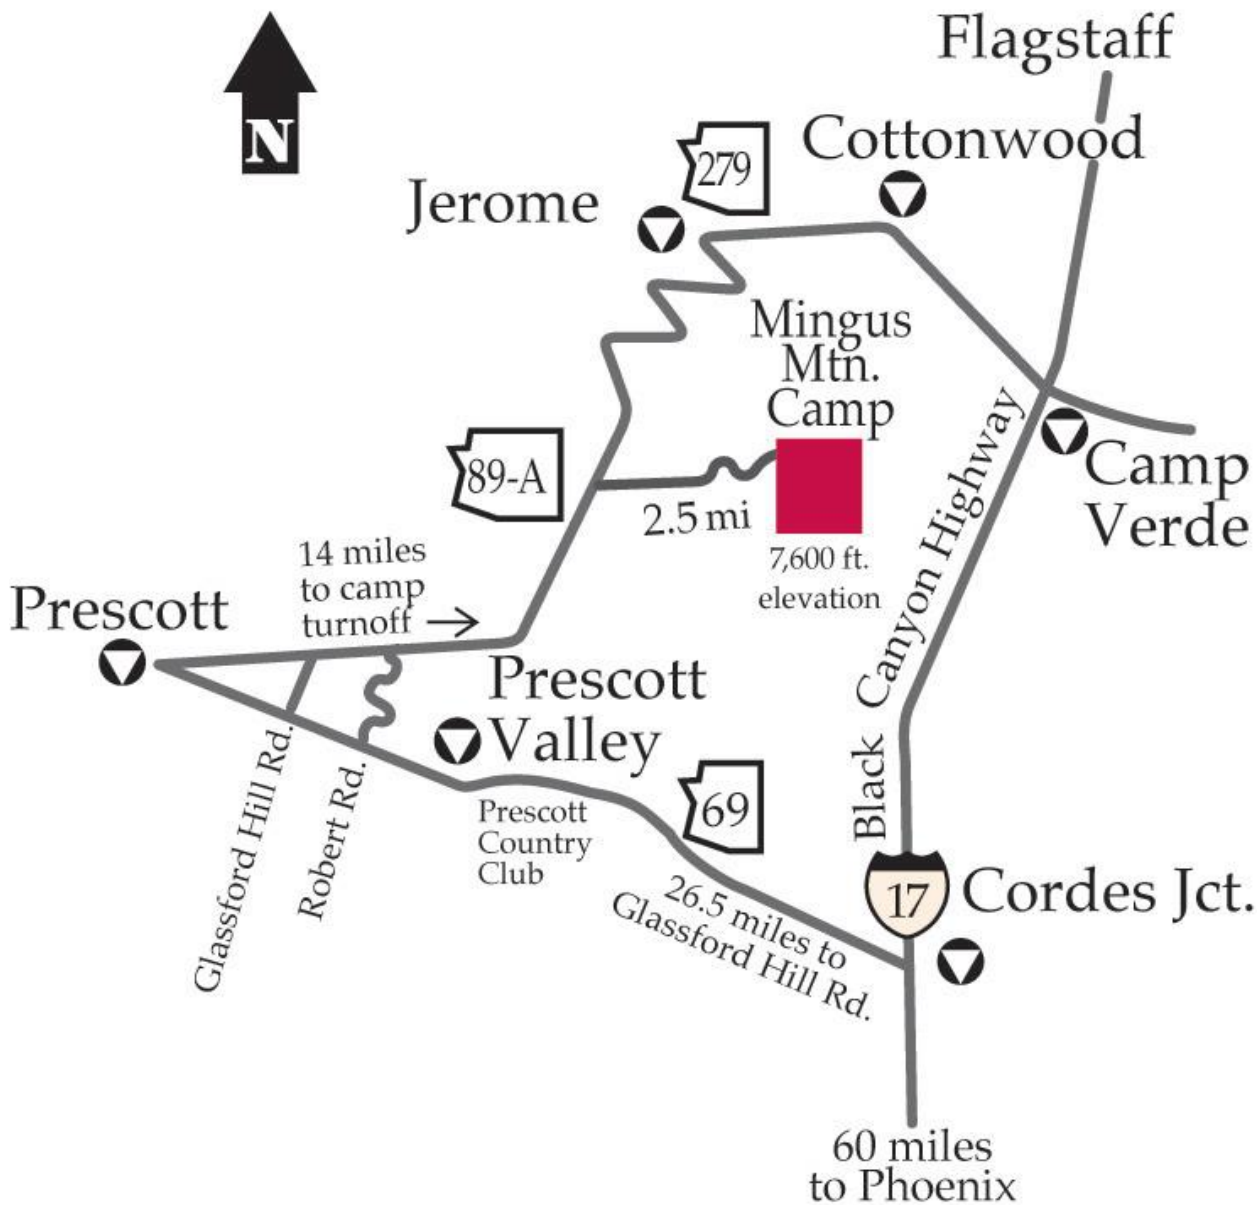 Flagstaff
N
279
Cottonwood
Jerome
Mingus
Mtn.
Camp
89-A
2.5 mi
7,600 ft.
elevation
Camp
Verde
Black Canyon Highway
14 miles
to camp
turnoff
Prescott
Prescott
Valley
Glassford Hill Rd.
Robert Rd.
Prescott
Country
Club
69
26.5 miles to
Glassford Hill Rd.
17
Cordes Jct.
60 miles
to Phoenix